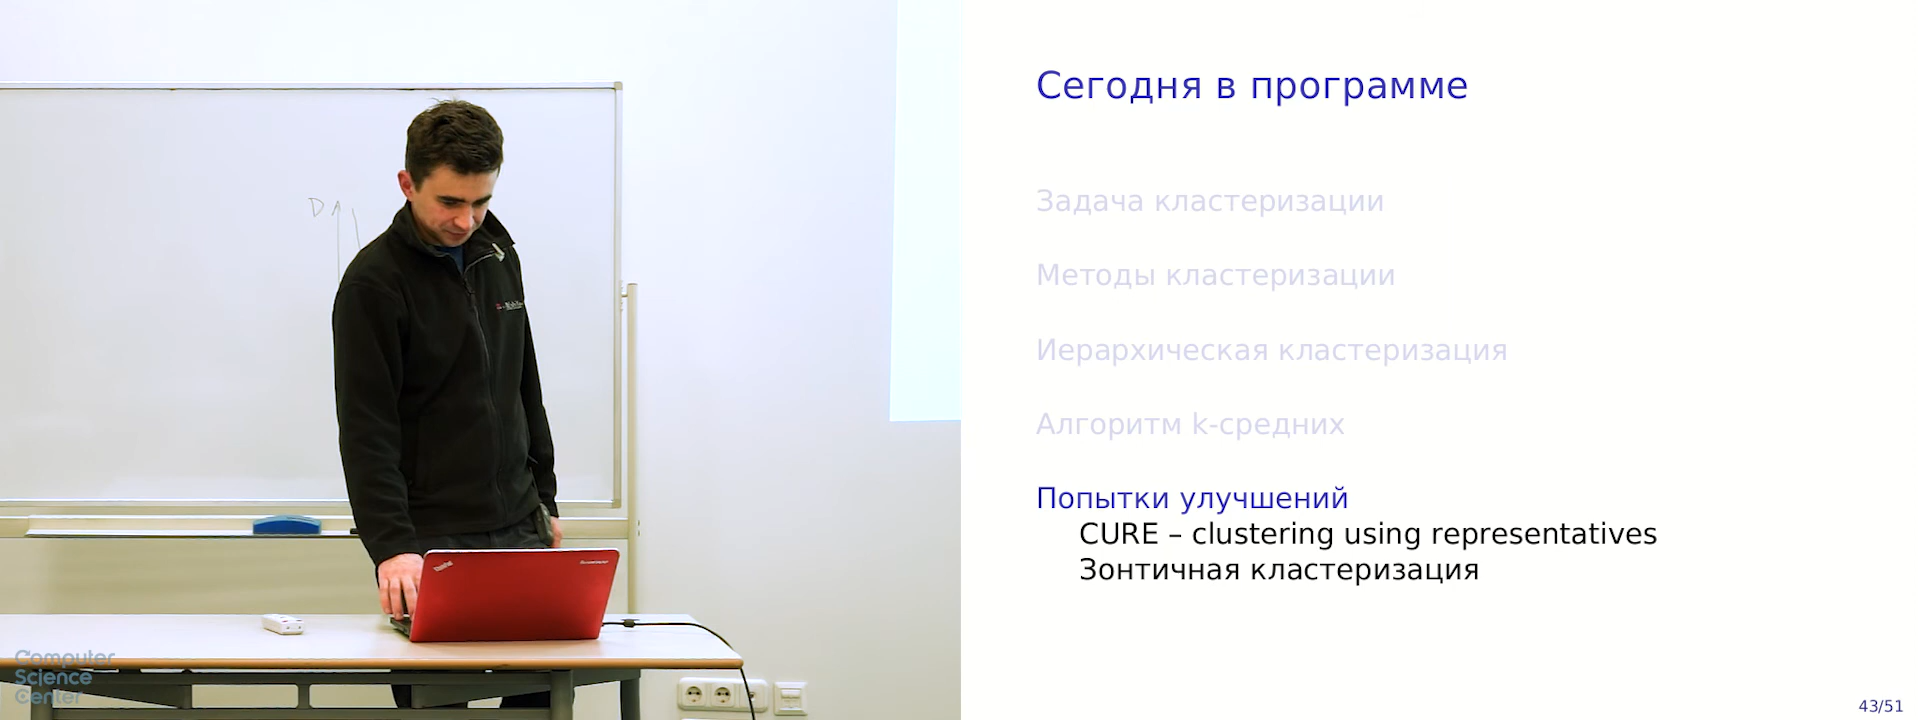 D
ThinkPad
Computer
Science
Center
Сегодня в программе
Задача кластеризации
Методы кластеризации
Иерархическая кластеризация
Алгоритм k-средних
Попытки улучшений
CURE – clustering using representatives
Зонтичная кластеризация
43/51